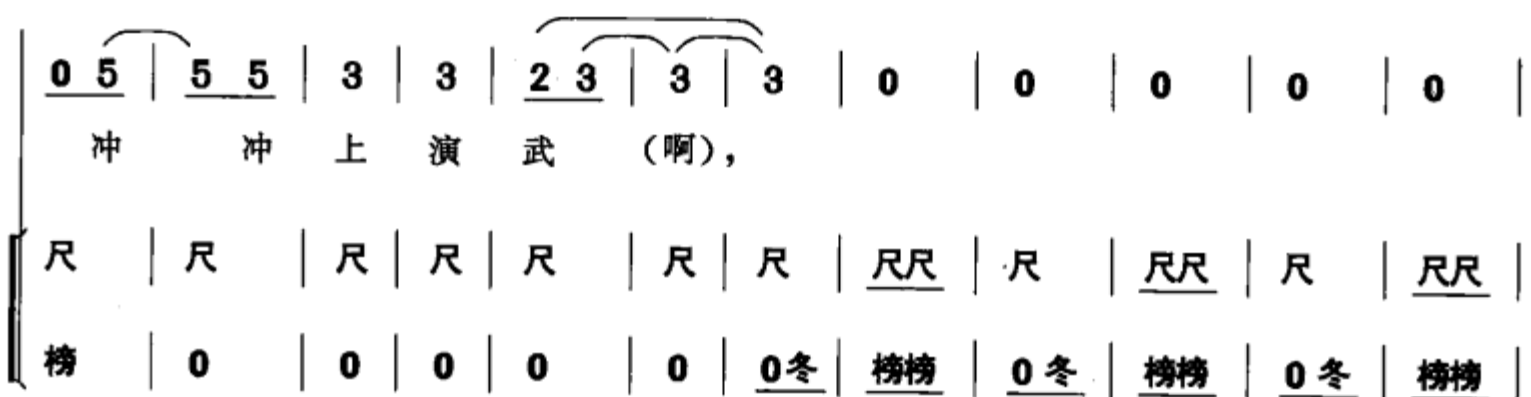 0 5 | 5 5 | 3 | 3 | 2 3 | 3 | 3 | 0 | 0 | 0 | 0 | 0 |
冲 冲 上 演 武 （啊），
尺 | 尺 | 尺 | 尺 | 尺 | 尺 | 尺 | 尺尺 | 尺 | 尺尺 | 尺 | 尺尺 |
榜 | 0 | 0 | 0 | 0 | 0 | 0冬 | 榜榜 | 0冬 | 榜榜 | 0冬 | 榜榜 |